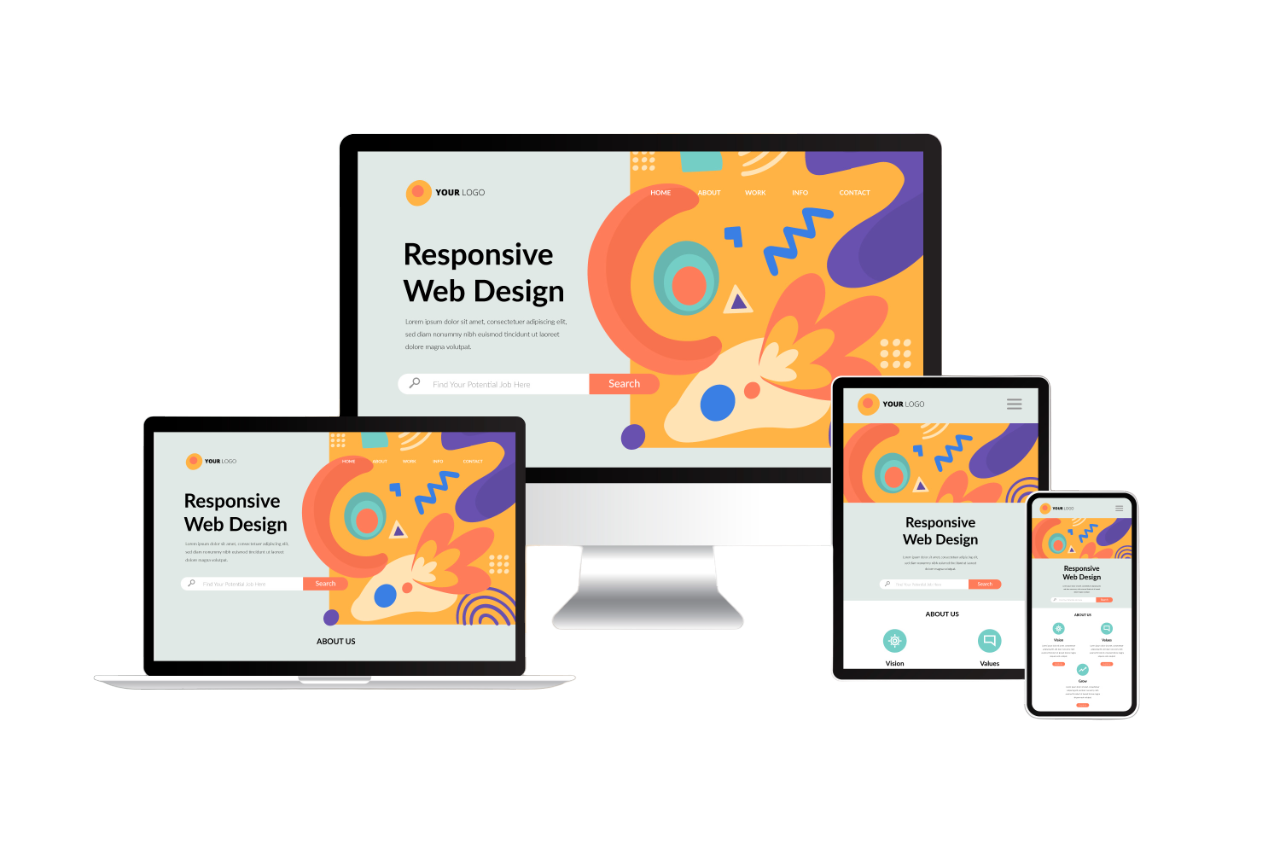 YOUR LOGO
HOME ABOUT WORK INFO CONTACT
Responsive
Web Design
Lorem ipsum dolor sit amet, consectetuer adipiscing elit,
sed diam nonummy nibh euismod tincidunt ut laoreet
dolore magna volutpat.
Find Your Potential Job Here
Search
YOUR LOGO
HOME ABOUT WORK INFO CONTACT
Responsive
Web Design
Lorem ipsum dolor sit amet, consectetuer adipiscing elit,
sed diam nonummy nibh euismod tincidunt ut laoreet
dolore magna volutpat.
Find Your Potential Job Here
Search
ABOUT US
YOUR LOGO
Responsive
Web Design
Search
ABOUT US
Vision Values
YOUR LOGO
Responsive
Web Design
ABOUT US
Vision Values
Grow